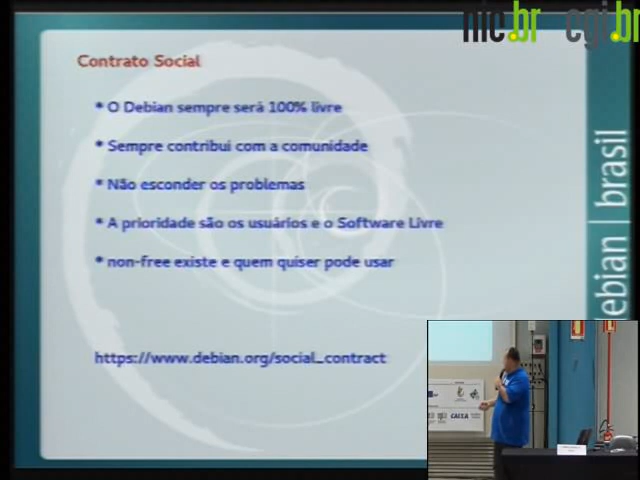 nic.br cgi.br
Contrato Social
* O Debian sempre será 100% livre
* Sempre contribui com a comunidade
* Não esconder os problemas
* A prioridade são os usuários e o Software Livre
* non-free existe e quem quiser pode usar
https://www.debian.org/social_contract
debian | brasil
CAIXA